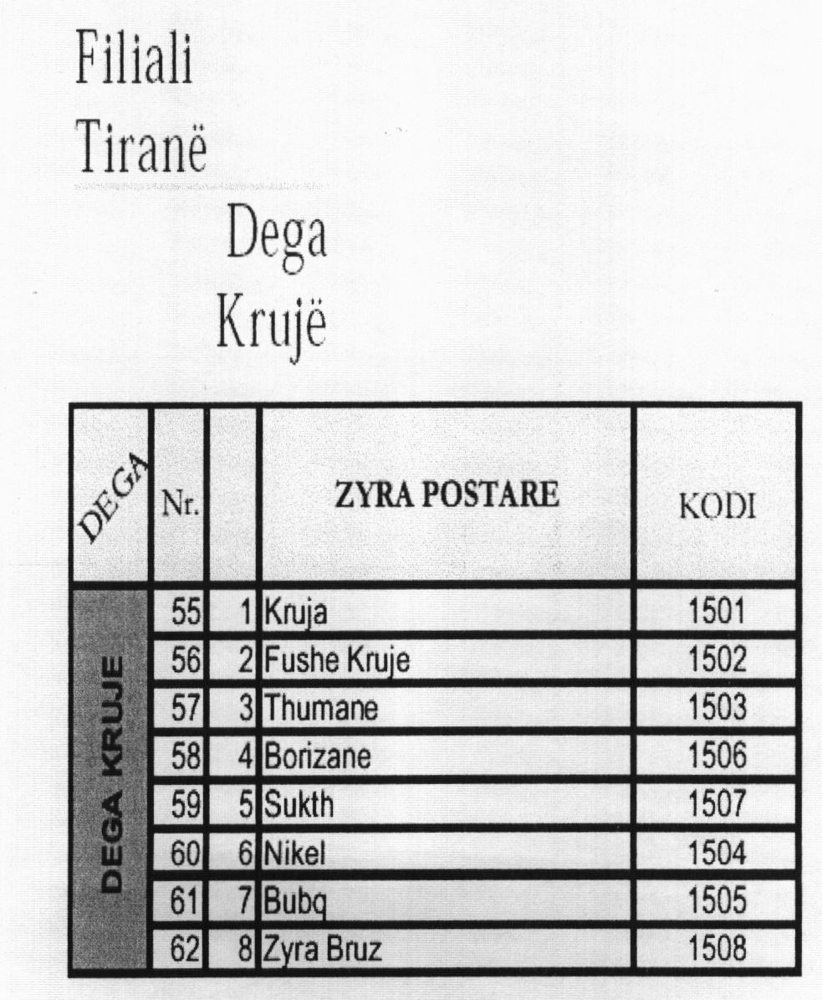 Filiali
Tiranë
Dega
Krujë
DEGA Nr. ZYRA POSTARE KODI
DEGA KRUJE
55 1 Kruja 1501
56 2 Fushe Kruje 1502
57 3 Thumane 1503
58 4 Borizane 1506
59 5 Sukth 1507
60 6 Nikel 1504
61 7 Bubq 1505
62 8 Zyra Bruz 1508